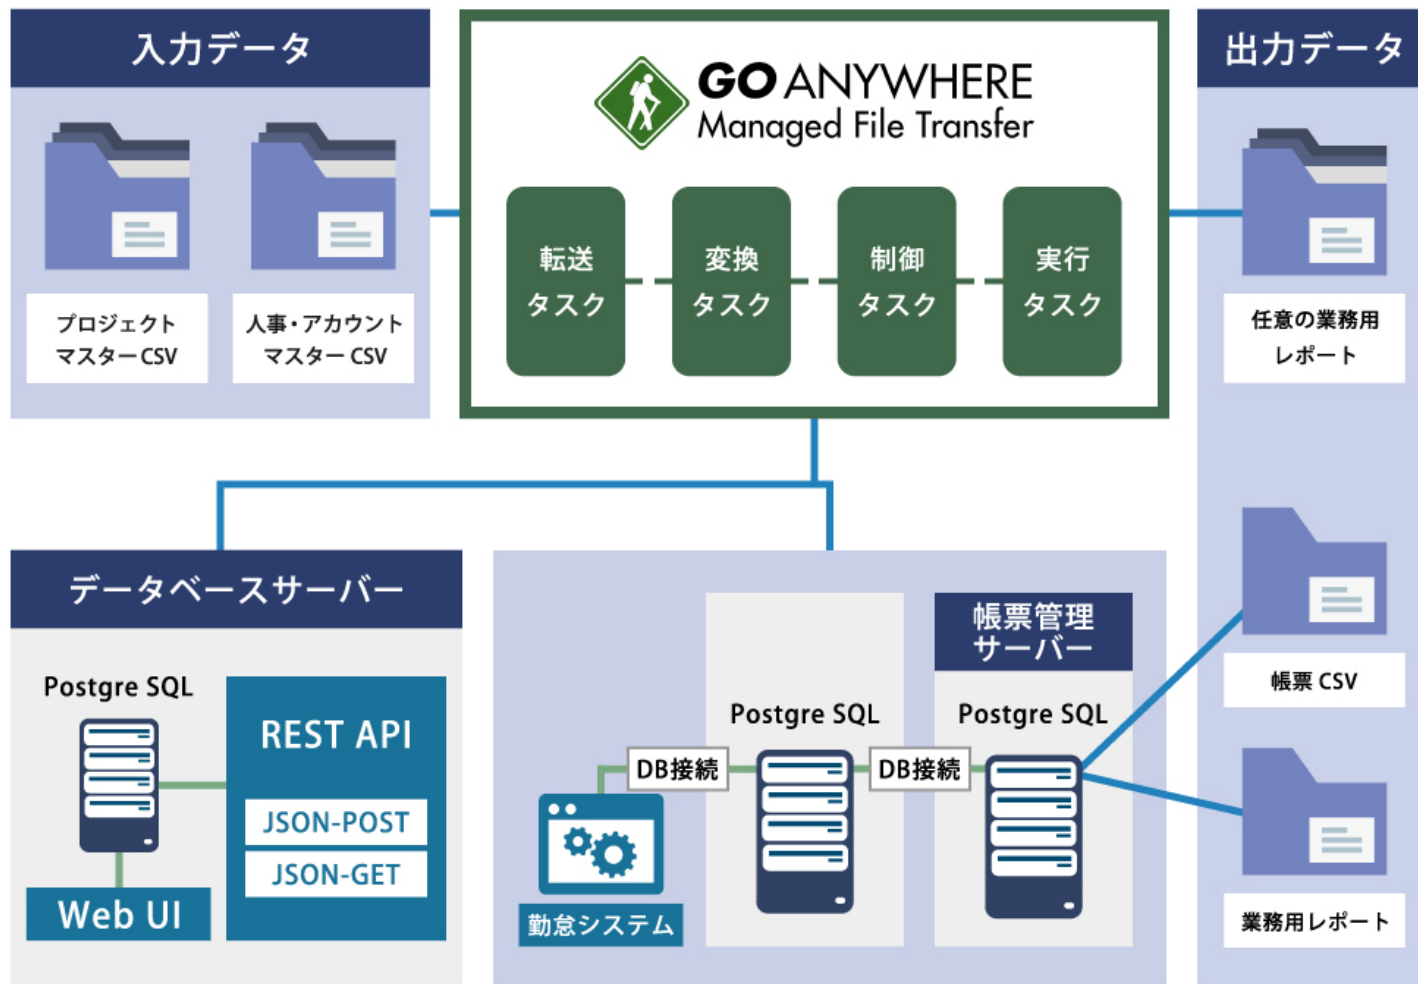 入力データ
プロジェクト
マスターCSV
人事・アカウント
マスター CSV
GO ANYWHERE
Managed File Transfer
転送
タスク
変換
タスク
制御
タスク
実行
タスク
出力データ
任意の業務用
レポート
帳票 CSV
業務用レポート
データベースサーバー
Postgre SQL
REST API
JSON-POST
JSON-GET
Web UI
帳票管理
サーバー
Postgre SQL
Postgre SQL
DB接続
DB接続
勤怠システム